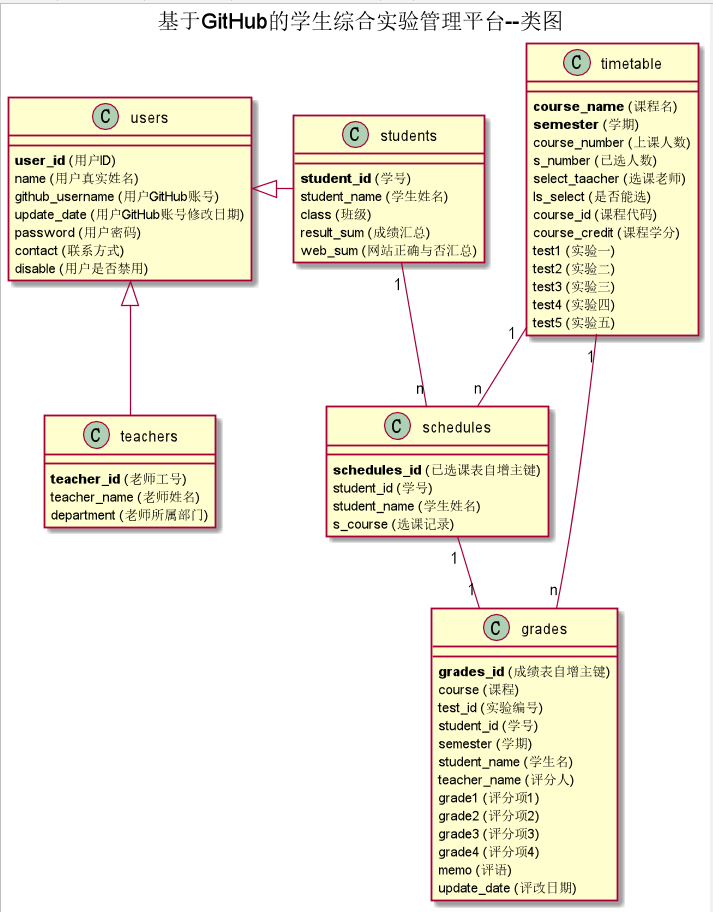 基于GitHub的学生综合实验管理平台--类图
C users
user_id (用户ID)
name (用户真实姓名)
github_username (用户GitHub账号)
update_date (用户GitHub账号修改日期)
password (用户密码)
contact (联系方式)
disable (用户是否禁用)
C students
student_id (学号)
student_name (学生姓名)
class (班级)
result_sum (成绩汇总)
web_sum (网站正确与否汇总)
C timetable
course_name (课程名)
semester (学期)
course_number (上课人数)
s_number (已选人数)
select_taacher (选课老师)
ls_select (是否能选)
course_id (课程代码)
course_credit (课程学分)
test1 (实验一)
test2 (实验二)
test3 (实验三)
test4 (实验四)
test5 (实验五)
1
1
1
n
n
C teachers
teacher_id (老师工号)
teacher_name (老师姓名)
department (老师所属部门)
C schedules
schedules_id (已选课表自增主键)
student_id (学号)
student_name (学生姓名)
s_course (选课记录)
1
1
n
C grades
grades_id (成绩表自增主键)
course (课程)
test_id (实验编号)
student_id (学号)
semester (学期)
student_name (学生名)
teacher_name (评分人)
grade1 (评分项1)
grade2 (评分项2)
grade3 (评分项3)
grade4 (评分项4)
memo (评语)
update_date (评改日期)